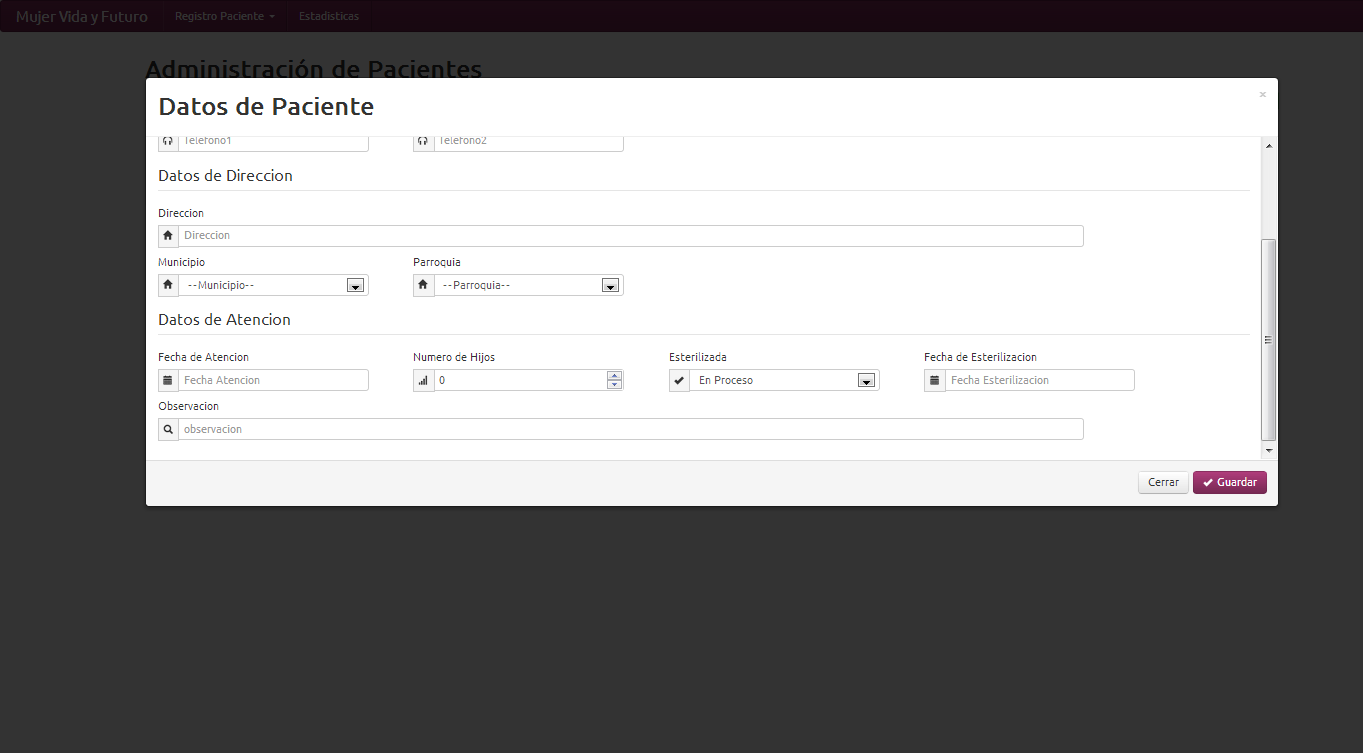 Mujer Vida y Futuro Registro Paciente Estadisticas
Administración de Pacientes
Datos de Paciente ×
Telefono1 Telefono2
Datos de Direccion
Direccion
Direccion
Municipio Parroquia
--Municipio-- --Parroquia--
Datos de Atencion
Fecha de Atencion Numero de Hijos Esterilizada Fecha de Esterilizacion
Fecha Atencion 0 En Proceso Fecha Esterilizacion
Observacion
observacion
Cerrar Guardar